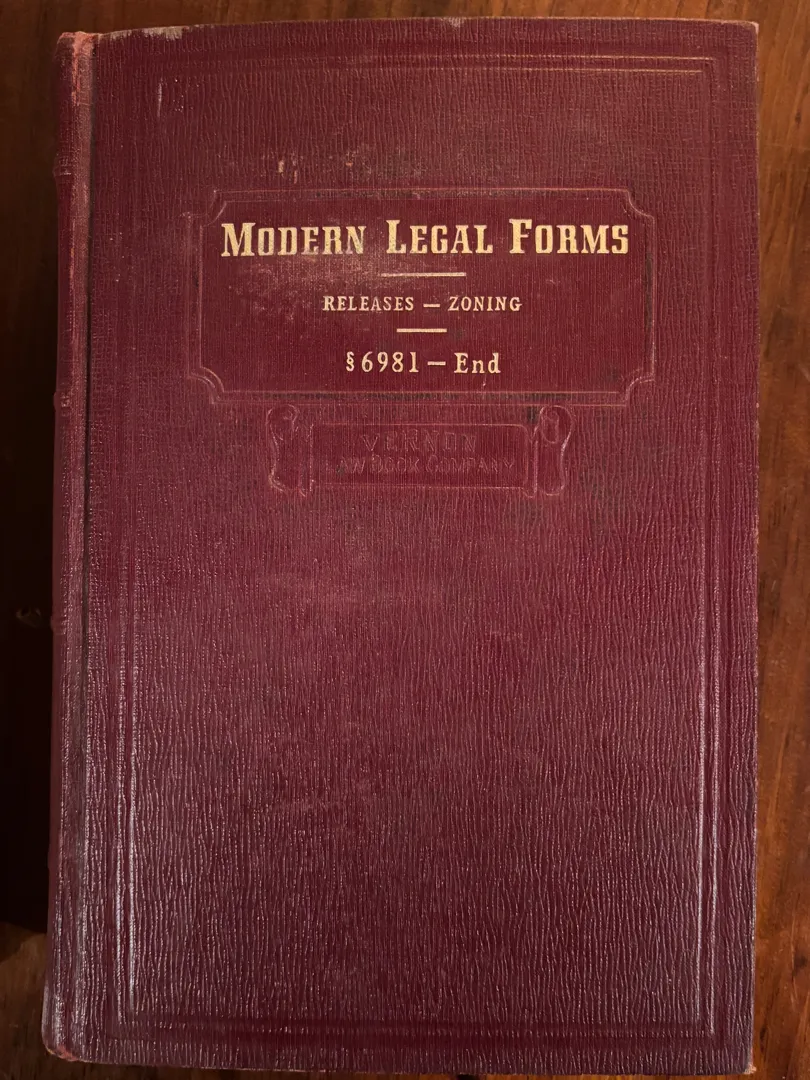 MODERN LEGAL FORMS
RELEASES — ZONING
§6981 — End
VERNON
LAW BOOK COMPANY